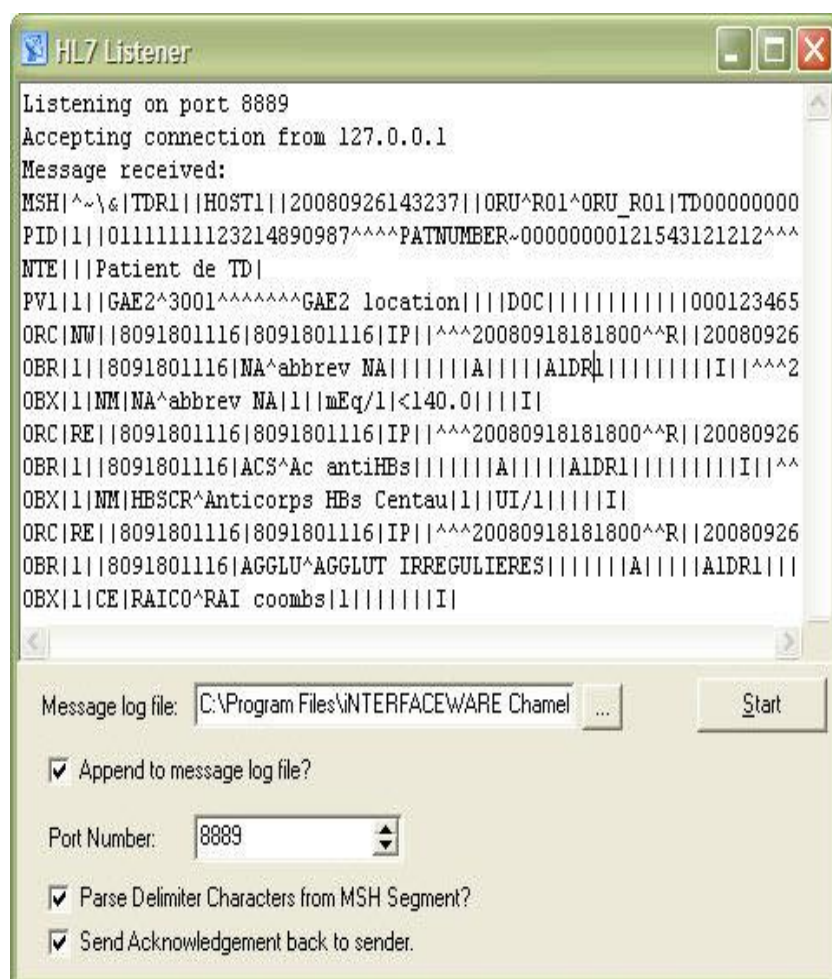 HL7 Listener
Listening on port 8889
Accepting connection from 127.0.0.1
Message received:
MSH|^~\&|TDR1||HOST1||20080926143237||ORU^R01^ORU_R01|TD00000000
PID|1||01111111123214890987^^^^PATNUMBER~00000000121543121212^^^
NTE|||Patient de TD|
PV1|1||GAE2^3001^^^^^^^GAE2 location||||DOC||||||||||||000123465
ORC|NW||8091801116|8091801116|IP||^^^20080918181800^^R||20080926
OBR|1||8091801116|NA^abbrev NA|||||||A|||||A1DR1||||||||||I||^^^2
OBX|1|NM|NA^abbrev NA|1||mEq/l|<140.0||||I|
ORC|RE||8091801116|8091801116|IP||^^^20080918181800^^R||20080926
OBR|1||8091801116|ACS^Ac antiHBs|||||||A|||||A1DR1||||||||||I||^^
OBX|1|NM|HBSCR^Anticorps HBs Centau|1||UI/l|||||I|
ORC|RE||8091801116|8091801116|IP||^^^20080918181800^^R||20080926
OBR|1||8091801116|AGGLU^AGGLUT IRREGULIERES|||||||A|||||A1DR1|||
OBX|1|CE|RAICO^RAI coombs|1|||||||I|
Message log file: C:\Program Files\iNTERFACEWARE Chamel ... Start
Append to message log file?
Port Number: 8889
Parse Delimiter Characters from MSH Segment?
Send Acknowledgement back to sender.